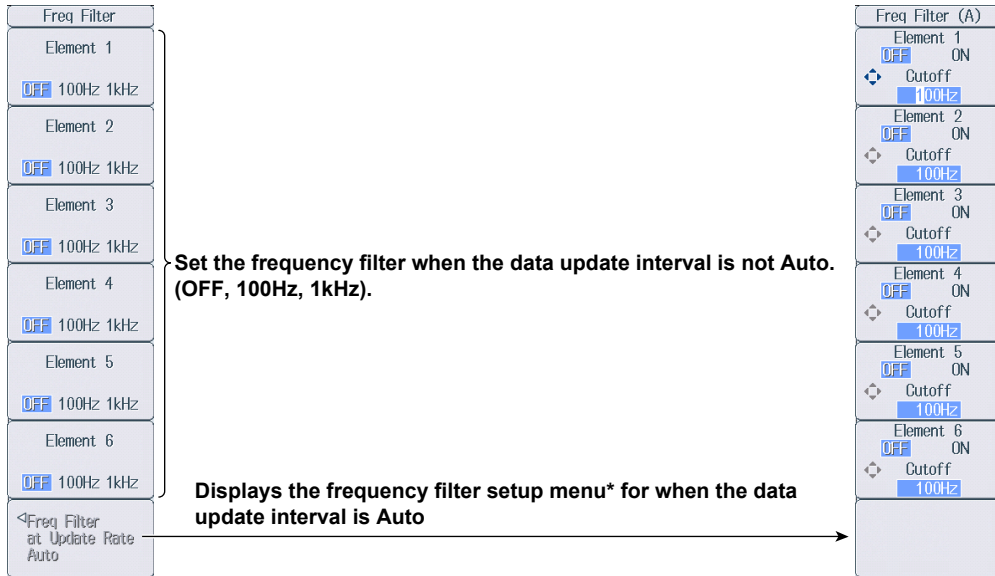 Freq Filter
Element 1
OFF 100Hz 1kHz
Element 2
OFF 100Hz 1kHz
Element 3
OFF 100Hz 1kHz
Element 4
OFF 100Hz 1kHz
Element 5
OFF 100Hz 1kHz
Element 6
OFF 100Hz 1kHz
Freq Filter
at Update Rate
Auto
Set the frequency filter when the data update interval is not Auto.
(OFF, 100Hz, 1kHz).
Displays the frequency filter setup menu* for when the data
update interval is Auto
Freq Filter (A)
Element 1
OFF ON
Cutoff
100Hz
Element 2
OFF ON
Cutoff
100Hz
Element 3
OFF ON
Cutoff
100Hz
Element 4
OFF ON
Cutoff
100Hz
Element 5
OFF ON
Cutoff
100Hz
Element 6
OFF ON
Cutoff
100Hz